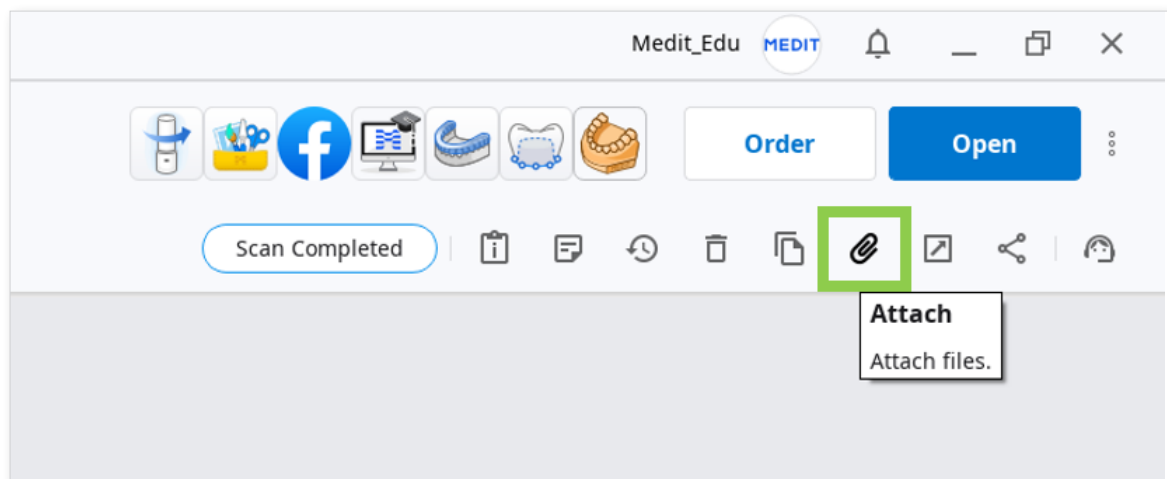 Medit_Edu MEDIT
Order Open
Scan Completed
Attach
Attach files.